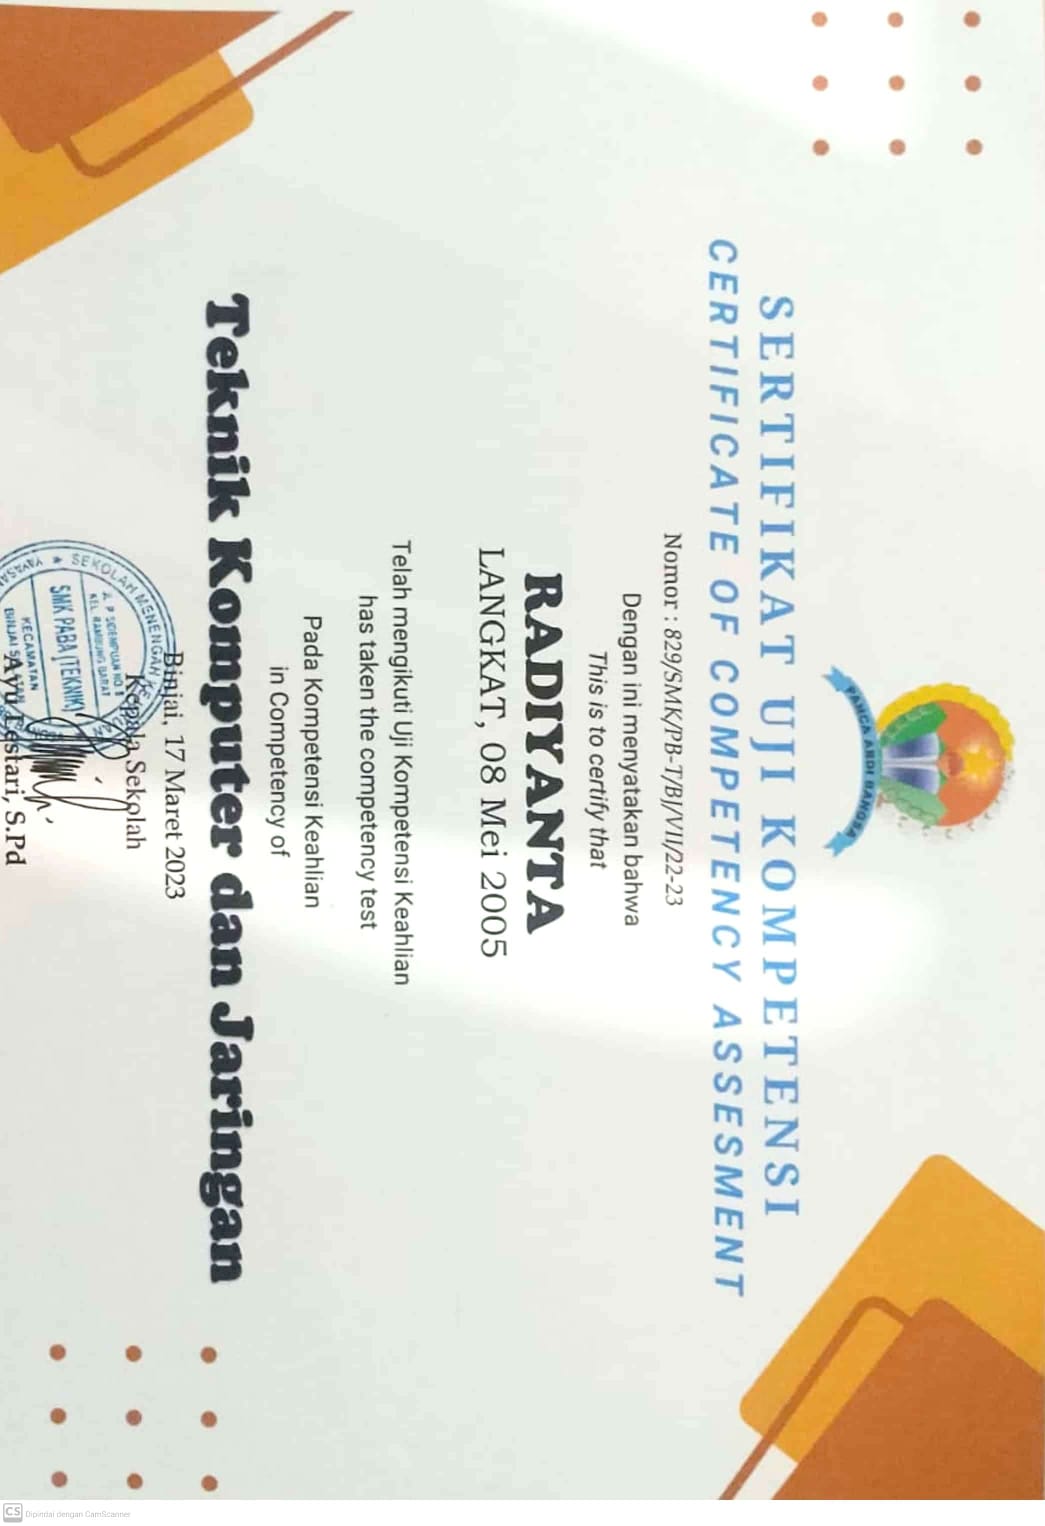 PANCA ABDI BANGSA
SERTIFIKAT UJI KOMPETENSI
CERTIFICATE OF COMPETENCY ASSESMENT
Nomor : 829/SMK/PB-T/BJ/VII/22-23
Dengan ini menyatakan bahwa
This is to certify that
RADIYANTA
LANGKAT, 08 Mei 2005
Telah mengikuti Uji Kompetensi Keahlian
has taken the competency test
Pada Kompetensi Keahlian
in Competency of
Teknik Komputer dan Jaringan
Binjai, 17 Maret 2023
Kepala Sekolah
SEKOLAH MENENGAH KEJURUAN
JL. P SIDEMPUAN NO.
KEL. RAMBUNG BARAT
SMK PABA (TEKNIK)
KECAMATAN
BINJAI SELATAN
YAYASAN
Ayu Lestari, S.Pd
CS Dipindai dengan CamScanner